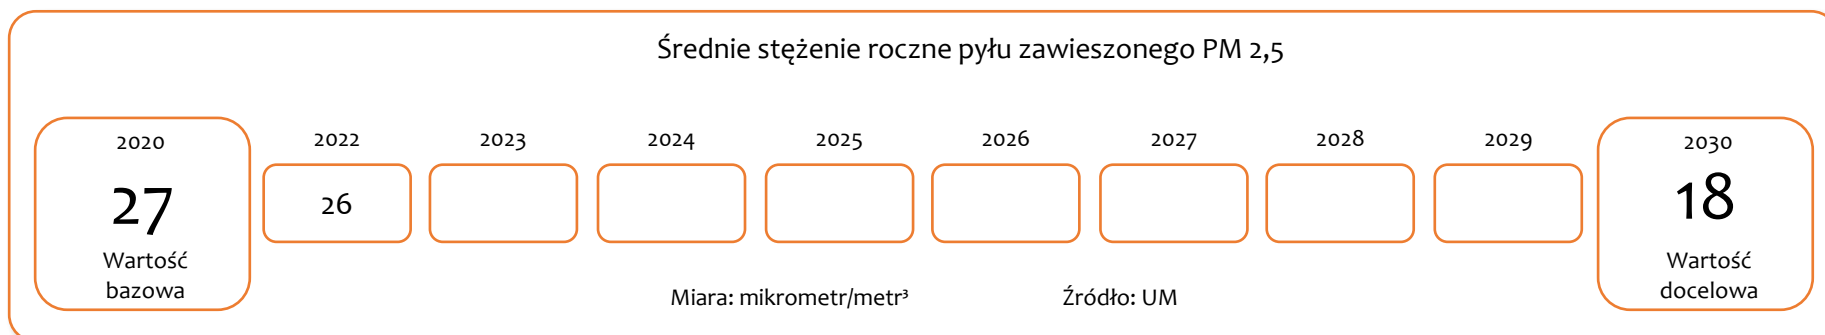 Średnie stężenie roczne pyłu zawieszonego PM 2,5
2020
27
Wartość
bazowa
2022
26
2023
2024
2025
2026
2027
2028
2029
2030
18
Wartość
docelowa
Miara: mikrometr/metr³
Źródło: UM